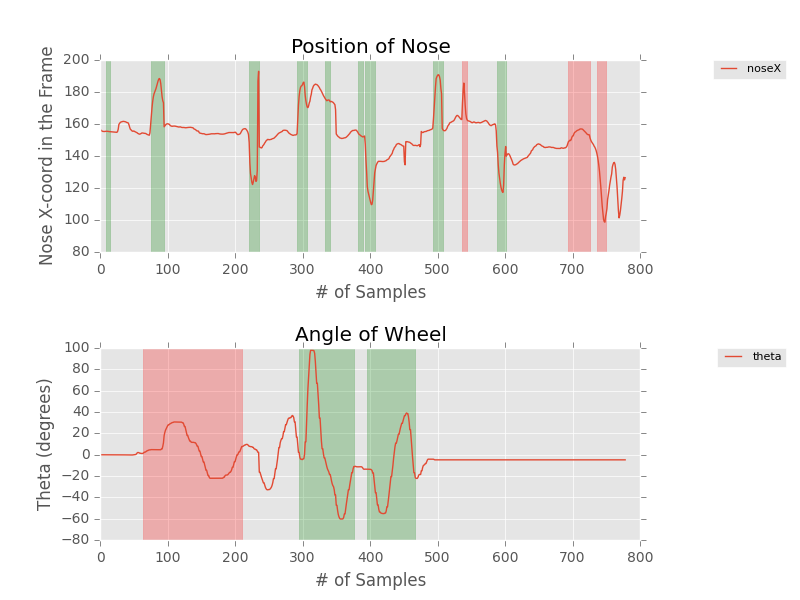 Position of Nose
Nose X-coord in the Frame
200
180
160
140
120
100
80
0 100 200 300 400 500 600 700 800
# of Samples
noseX
Angle of Wheel
Theta (degrees)
100
80
60
40
20
0
−20
−40
−60
−80
0 100 200 300 400 500 600 700 800
# of Samples
theta